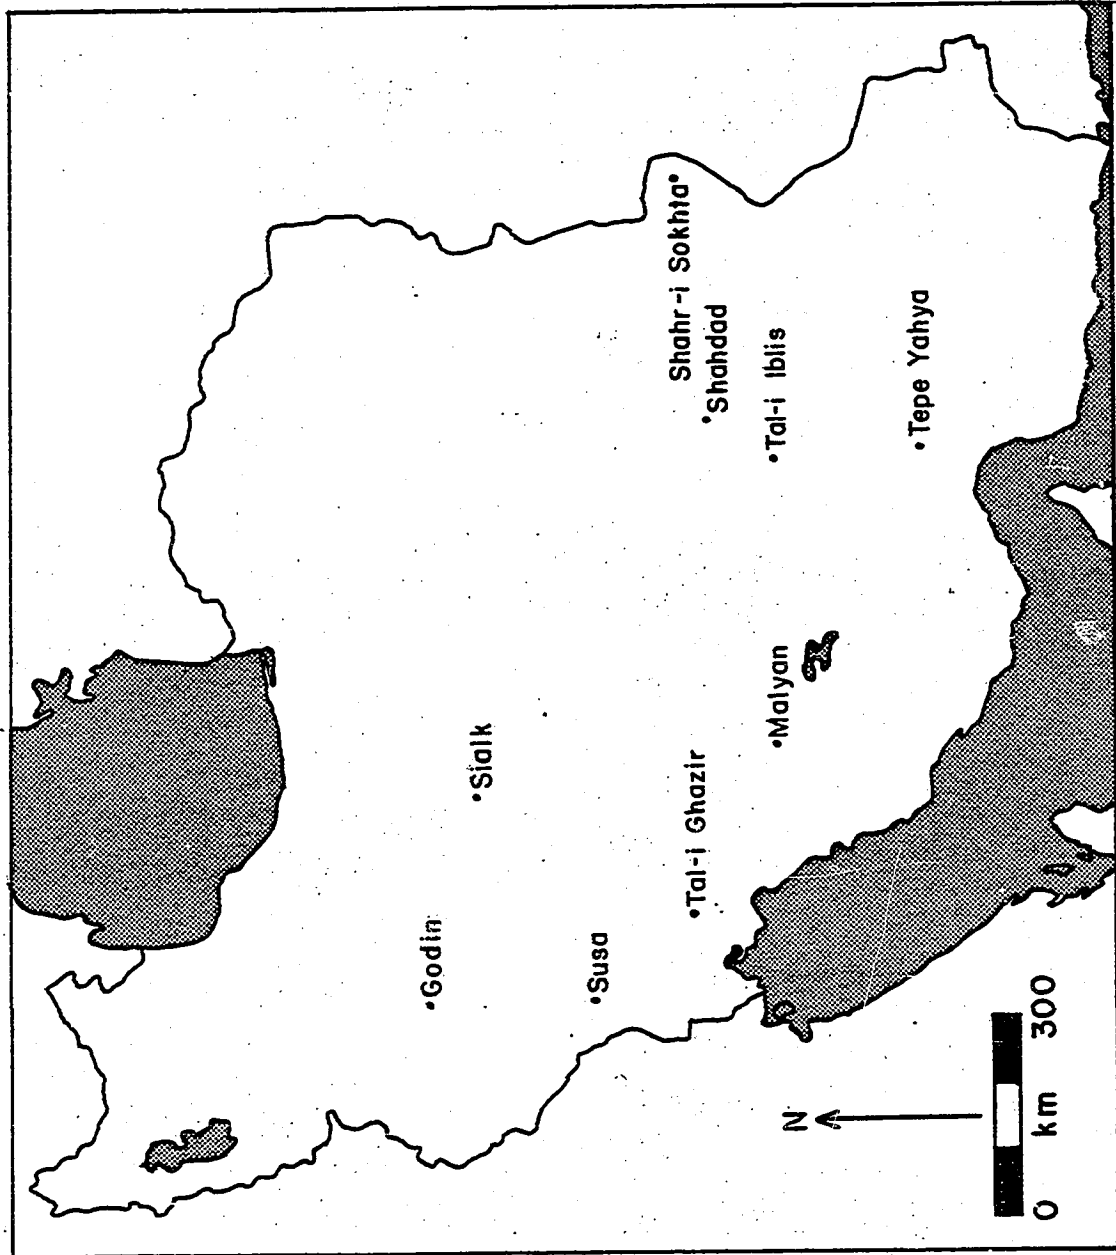 Godin
Sialk
Susa
Tal-i Ghazir
Malyan
Shahr-i Sokhta
Shahdad
Tal-i Iblis
Tepe Yahya
N
0 km 300